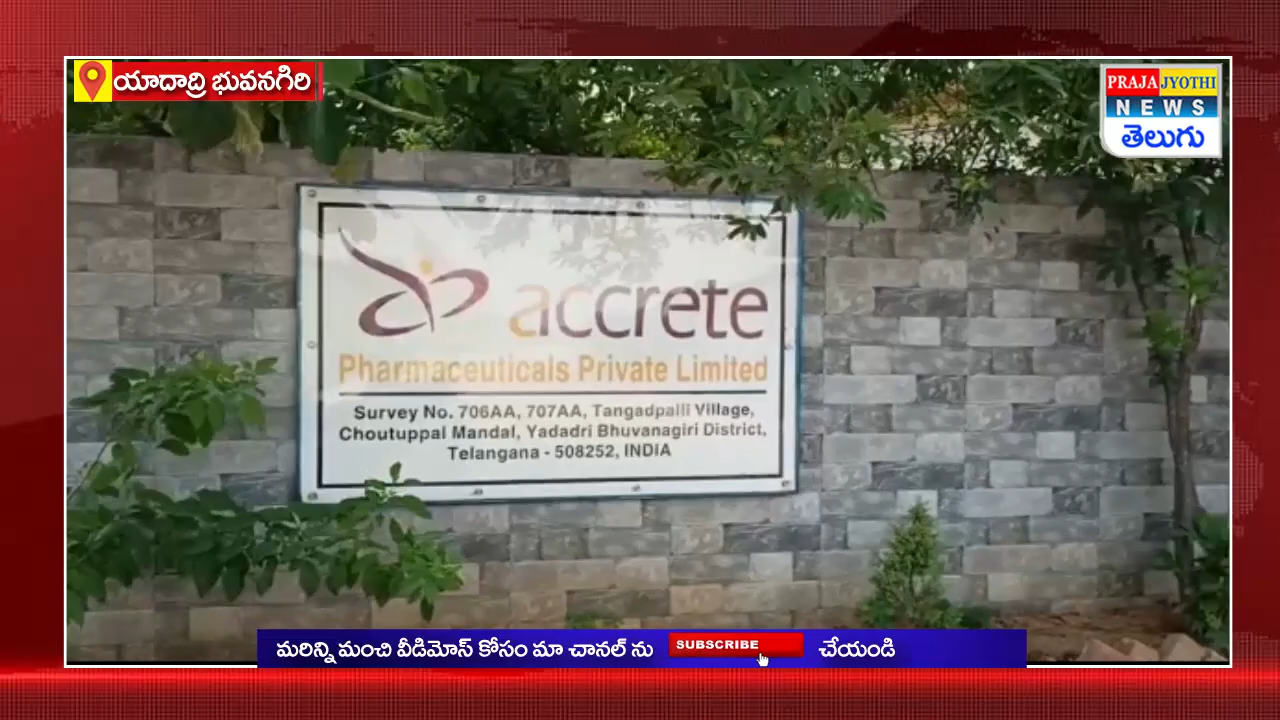 యాదాద్రి భువనగిరి
PRAJA JYOTHI
NEWS
తెలుగు
accrete
Pharmaceuticals Private Limited
Survey No. 706AA, 707AA, Tangadpalli Village,
Choutuppal Mandal, Yadadri Bhuvanagiri District,
Telangana - 508252, INDiA
మరిన్ని మంచి వీడియోస్ కోసం మా చానల్ ను SUBSCRIBE చేయండి